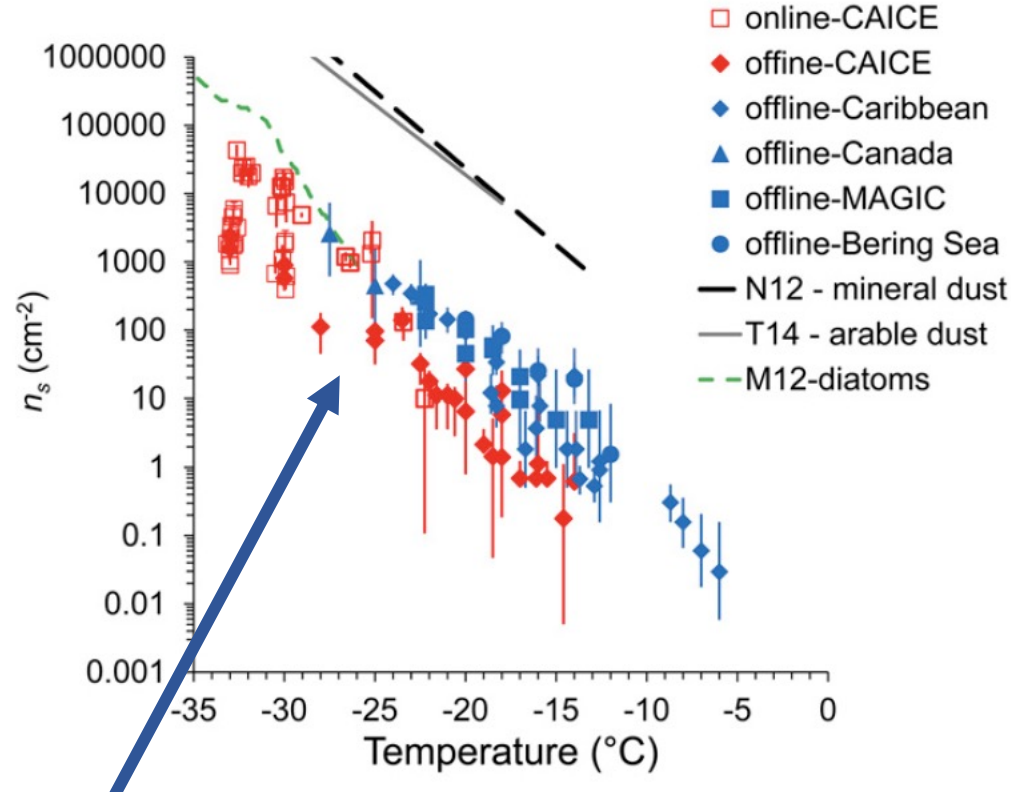 online-CAICE
offine-CAICE
offline-Caribbean
offline-Canada
offline-MAGIC
offline-Bering Sea
N12 - mineral dust
T14 - arable dust
M12-diatoms
1000000
100000
10000
1000
100
10
1
0.1
0.01
0.001
nₛ (cm⁻²)
-35 -30 -25 -20 -15 -10 -5 0
Temperature (°C)